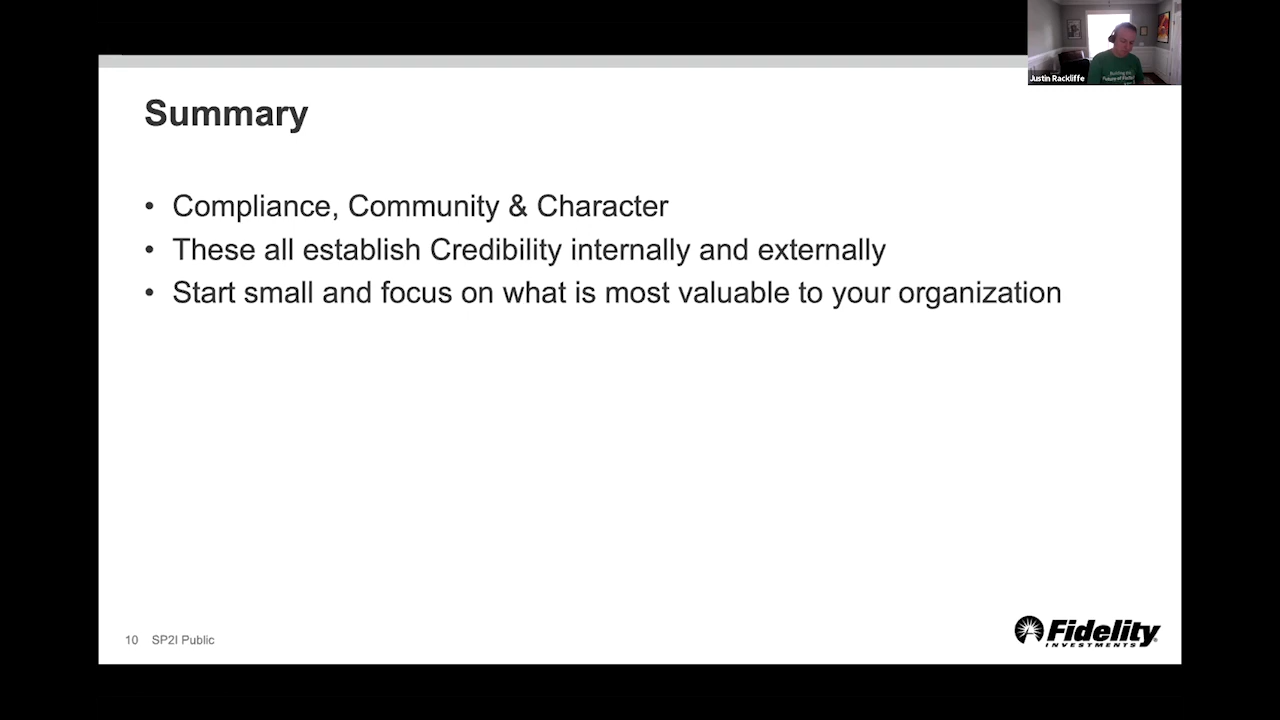 Justin Rackliffe
Summary
• Compliance, Community & Character
• These all establish Credibility internally and externally
• Start small and focus on what is most valuable to your organization
10 SP2I Public
Fidelity
INVESTMENTS